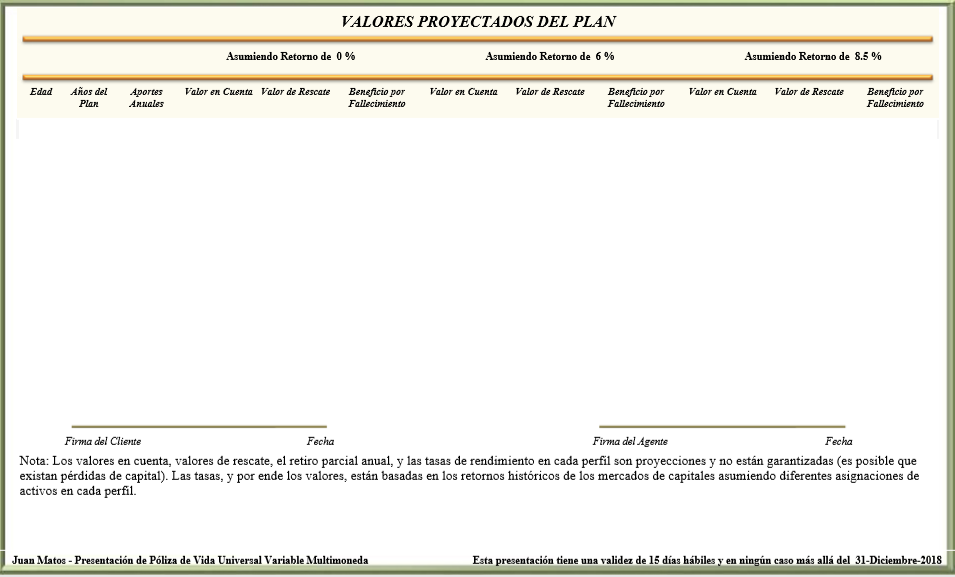 VALORES PROYECTADOS DEL PLAN
Asumiendo Retorno de 0 % Asumiendo Retorno de 6 % Asumiendo Retorno de 8.5 %
Edad Años del Aportes Valor en Cuenta Valor de Rescate Beneficio por Valor en Cuenta Valor de Rescate Beneficio por Valor en Cuenta Valor de Rescate Beneficio por
Plan Anuales Fallecimiento Fallecimiento Fallecimiento
Firma del Cliente Fecha Firma del Agente Fecha
Nota: Los valores en cuenta, valores de rescate, el retiro parcial anual, y las tasas de rendimiento en cada perfil son proyecciones y no están garantizadas (es posible que
existan pérdidas de capital). Las tasas, y por ende los valores, están basadas en los retornos históricos de los mercados de capitales asumiendo diferentes asignaciones de
activos en cada perfil.
Juan Matos - Presentación de Póliza de Vida Universal Variable Multimoneda Esta presentación tiene una validez de 15 días hábiles y en ningún caso más allá del 31-Diciembre-2018